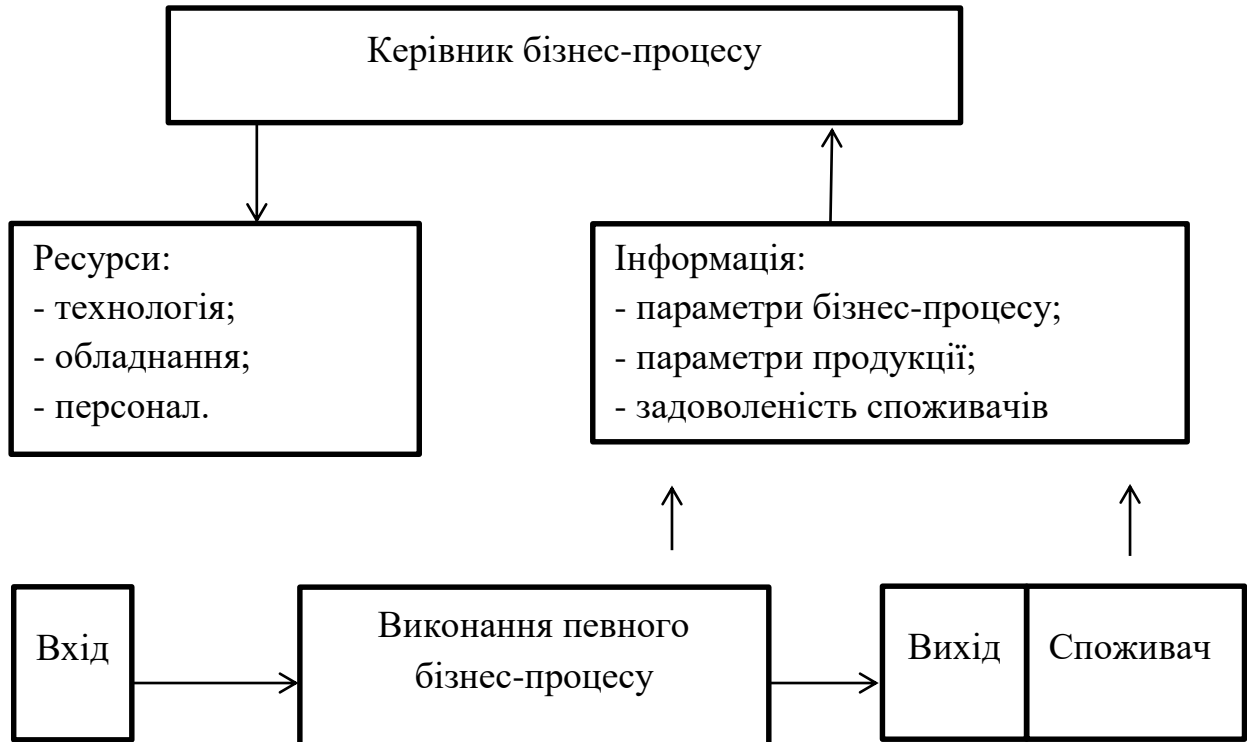 Керівник бізнес-процесу
Ресурси:
- технологія;
- обладнання;
- персонал.
Інформація:
- параметри бізнес-процесу;
- параметри продукції;
- задоволеність споживачів
Вхід
Виконання певного
бізнес-процесу
Вихід
Споживач